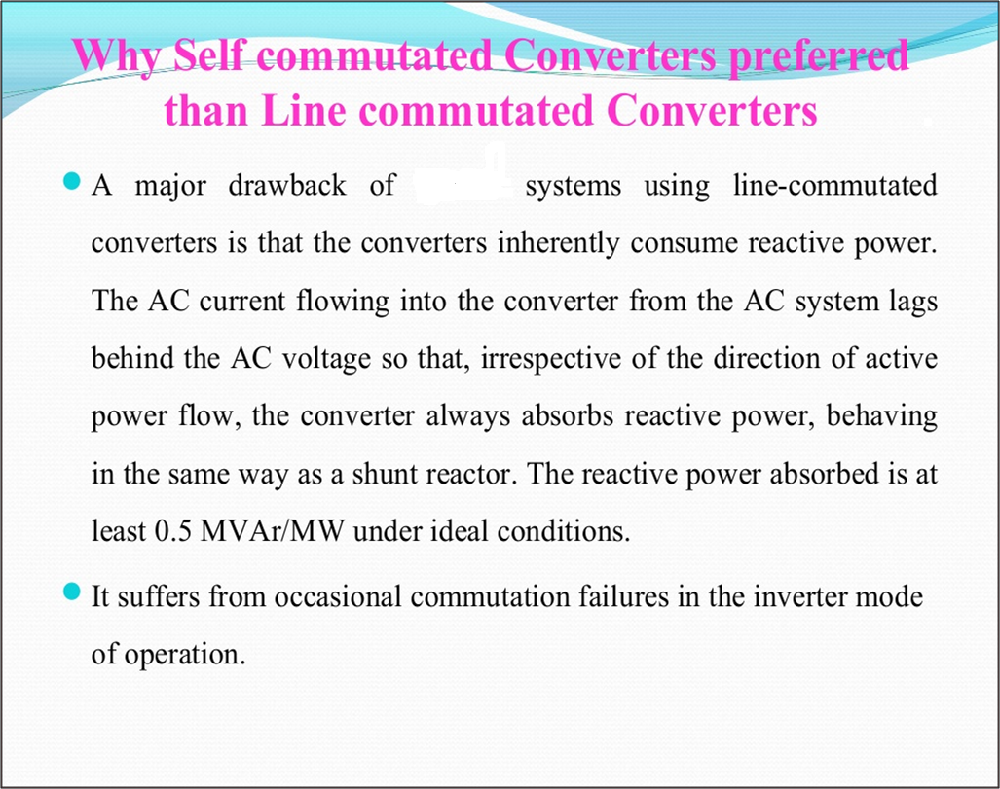 Why Self commutated Converters preferred
than Line commutated Converters
A major drawback of systems using line-commutated
converters is that the converters inherently consume reactive power.
The AC current flowing into the converter from the AC system lags
behind the AC voltage so that, irrespective of the direction of active
power flow, the converter always absorbs reactive power, behaving
in the same way as a shunt reactor. The reactive power absorbed is at
least 0.5 MVAr/MW under ideal conditions.
It suffers from occasional commutation failures in the inverter mode
of operation.